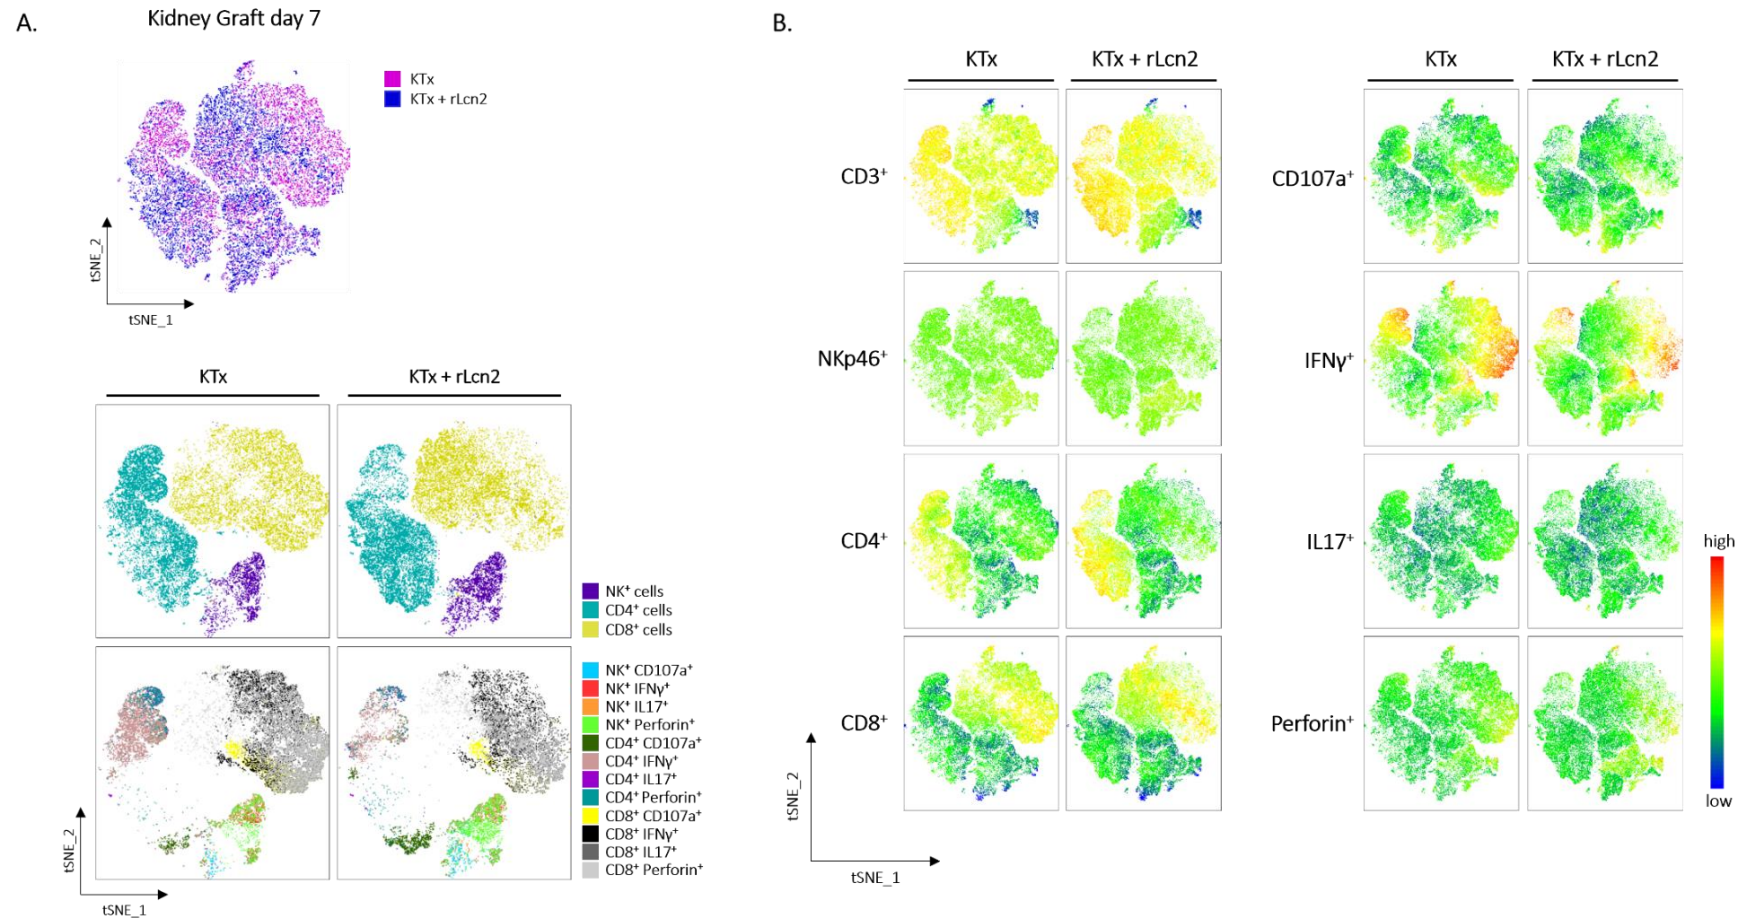 A.
Kidney Graft day 7
KTx
KTx + rLcn2
tSNE_2
tSNE_1
KTx
KTx + rLcn2
NK⁺ cells
CD4⁺ cells
CD8⁺ cells
NK⁺ CD107a⁺
NK⁺ IFNγ⁺
NK⁺ IL17⁺
NK⁺ Perforin⁺
CD4⁺ CD107a⁺
CD4⁺ IFNγ⁺
CD4⁺ IL17⁺
CD4⁺ Perforin⁺
CD8⁺ CD107a⁺
CD8⁺ IFNγ⁺
CD8⁺ IL17⁺
CD8⁺ Perforin⁺
tSNE_2
tSNE_1
B.
KTx
KTx + rLcn2
CD3⁺
NKp46⁺
CD4⁺
CD8⁺
tSNE_2
tSNE_1
KTx
KTx + rLcn2
CD107a⁺
IFNγ⁺
IL17⁺
Perforin⁺
high
low